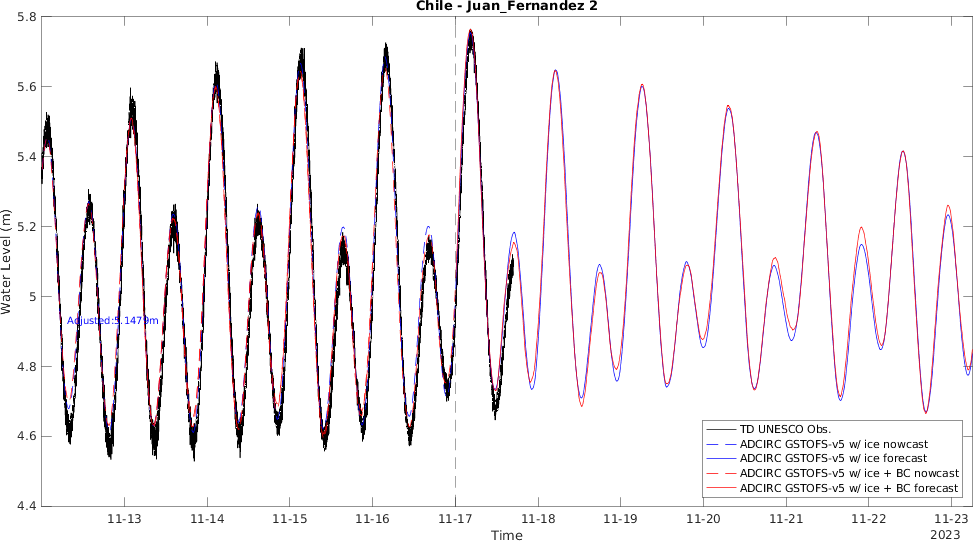 Chile - Juan_Fernandez 2
5.8
5.6
5.4
5.2
5
4.8
4.6
4.4
Water Level (m)
Adjusted:5.1479m
TD UNESCO Obs.
ADCIRC GSTOFS-v5 w/ ice nowcast
ADCIRC GSTOFS-v5 w/ ice forecast
ADCIRC GSTOFS-v5 w/ ice + BC nowcast
ADCIRC GSTOFS-v5 w/ ice + BC forecast
11-13 11-14 11-15 11-16 11-17 11-18 11-19 11-20 11-21 11-22 11-23
Time
2023